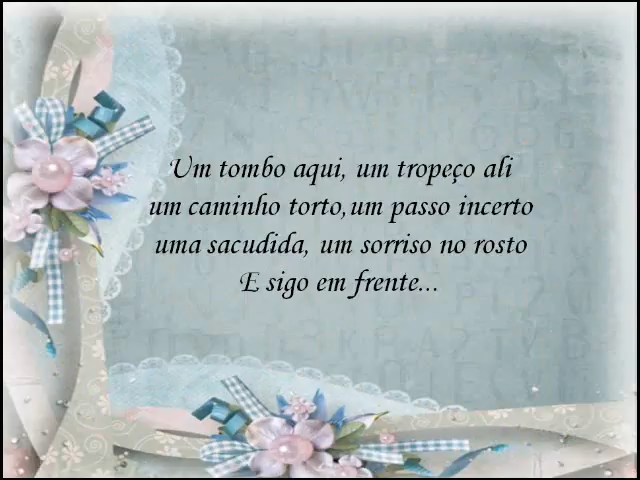 Um tombo aqui, um tropeço ali
um caminho torto,um passo incerto
uma sacudida, um sorriso no rosto
E sigo em frente...